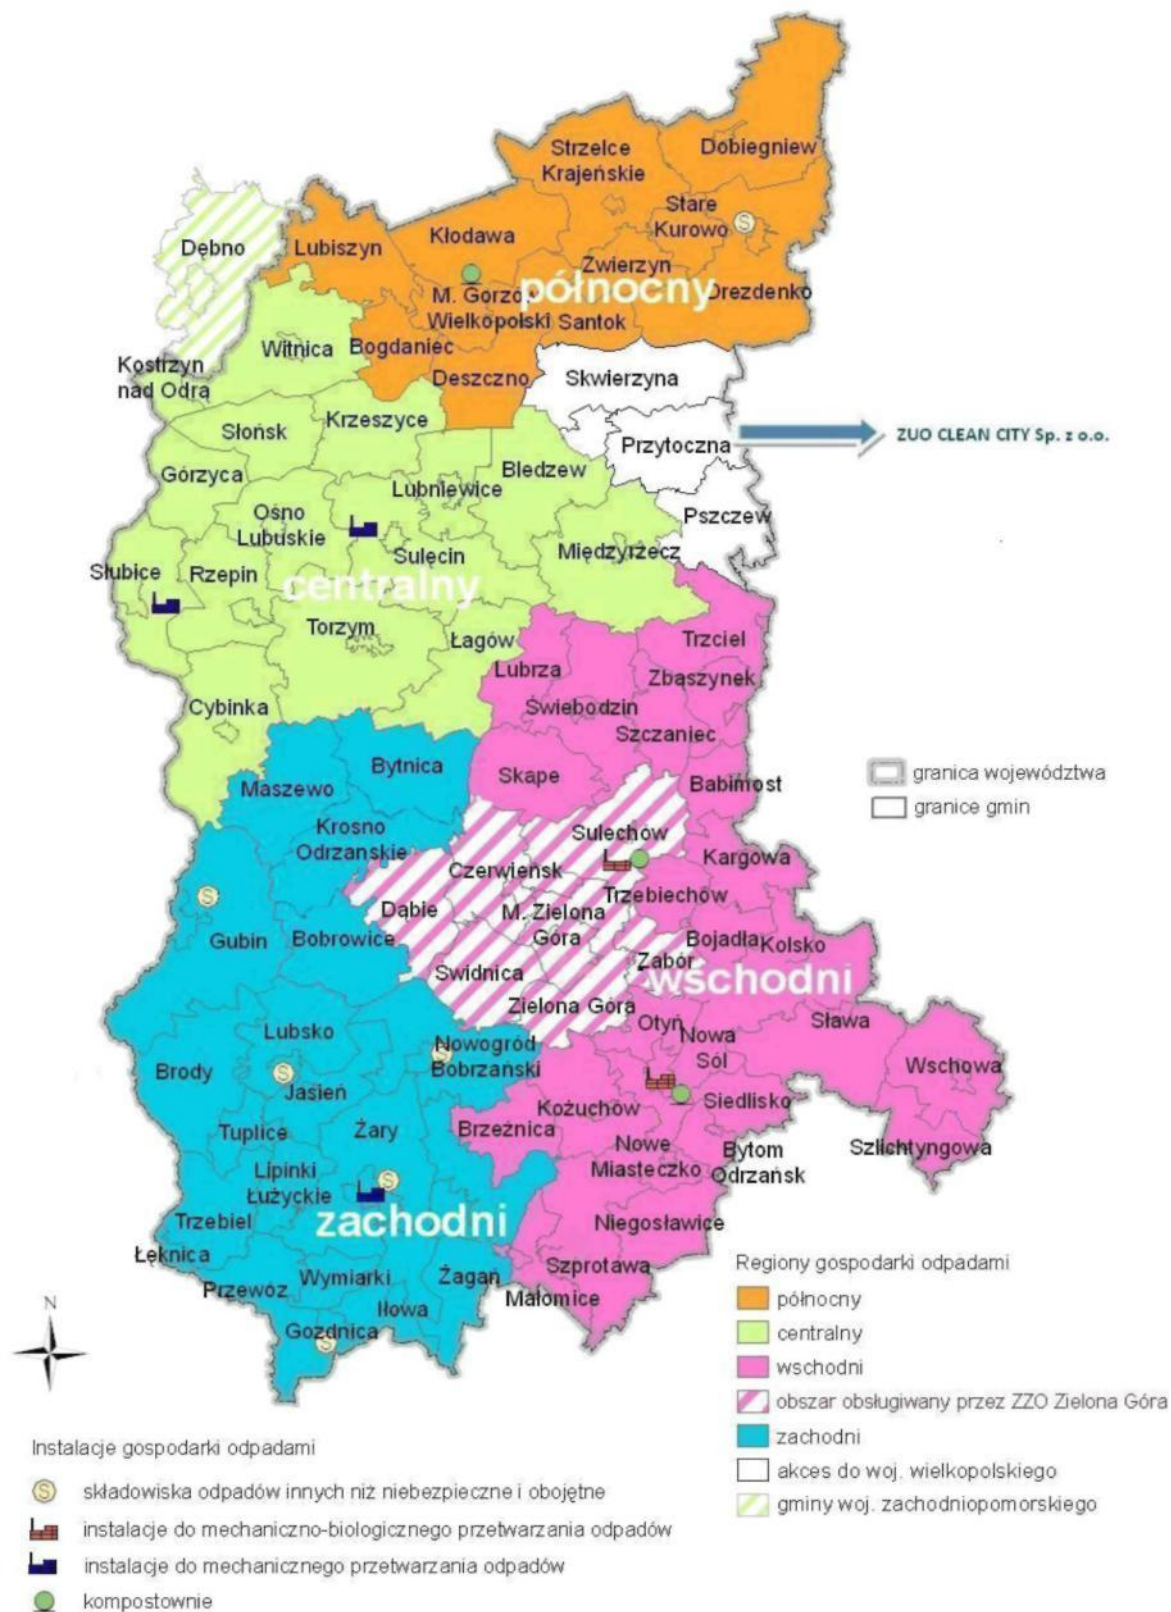 Dobiegniew
Strzelce
Krajeńskie
Stare
Kurowo
S
Dębno
Lubiszyn
Kłodawa
Zwierzyn
północny
Drezdenko
M. Gorzów
Wielkopolski
Santok
Witnica
Bogdaniec
Kostrzyn
nad Odrą
Deszczno
Skwierzyna
Słońsk
Krzeszyce
Przytoczna
ZUO CLEAN CITY Sp. z o.o.
Górzyca
Lubniewice
Bledzew
Ośno
Lubuskie
Pszczew
Sulęcin
Międzyrzecz
Słubice
Rzepin
centralny
Torzym
Łagów
Trzciel
Lubrza
Zbąszynek
Cybinka
Świebodzin
Szczaniec
Bytnica
Skape
Babimost
granica województwa
granice gmin
Maszewo
Krosno
Odrzanskie
Sulechów
Czerwieńsk
Kargowa
S
Trzebiechów
Dąbie
M. Zielona
Góra
Gubin
Bobrowice
Bojadła
Kolsko
Zabór
wschodni
Swidnica
Zielona Góra
Otyń
Nowa
Sól
Sława
Lubsko
Nowogród
Bobrzański
S
Brody
S
Jasień
Wschowa
Kożuchów
Siedlisko
Tuplice
Żary
Brzeźnica
Nowe
Miasteczko
Bytom
Odrzańsk
Szlichtyngowa
Lipinki
Łużyckie
S
Trzebiel
zachodni
Niegosławice
Łęknica
Przewóz
Wymiarki
Żagań
Szprotawa
Małomice
Iłowa
Gozdnica
S
N
Regiony gospodarki odpadami
północny
centralny
wschodni
obszar obsługiwany przez ZZO Zielona Góra
zachodni
akces do woj. wielkopolskiego
gminy woj. zachodniopomorskiego
Instalacje gospodarki odpadami
S składowiska odpadów innych niż niebezpieczne i obojętne
instalacje do mechaniczno-biologicznego przetwarzania odpadów
instalacje do mechanicznego przetwarzania odpadów
kompostownie